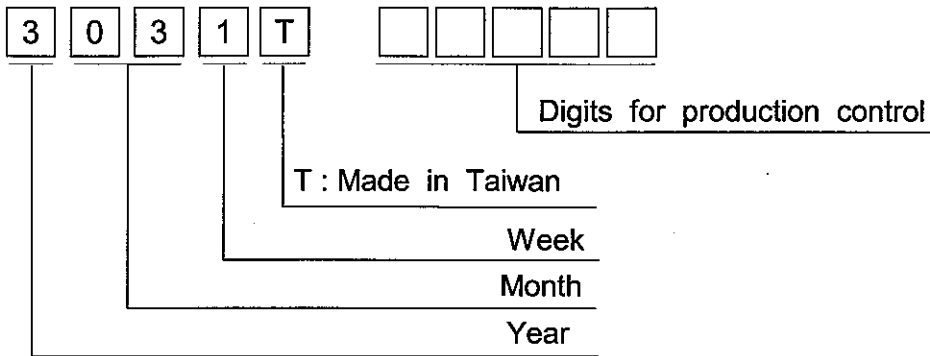 3 0 3 1 T
Digits for production control
T : Made in Taiwan
Week
Month
Year